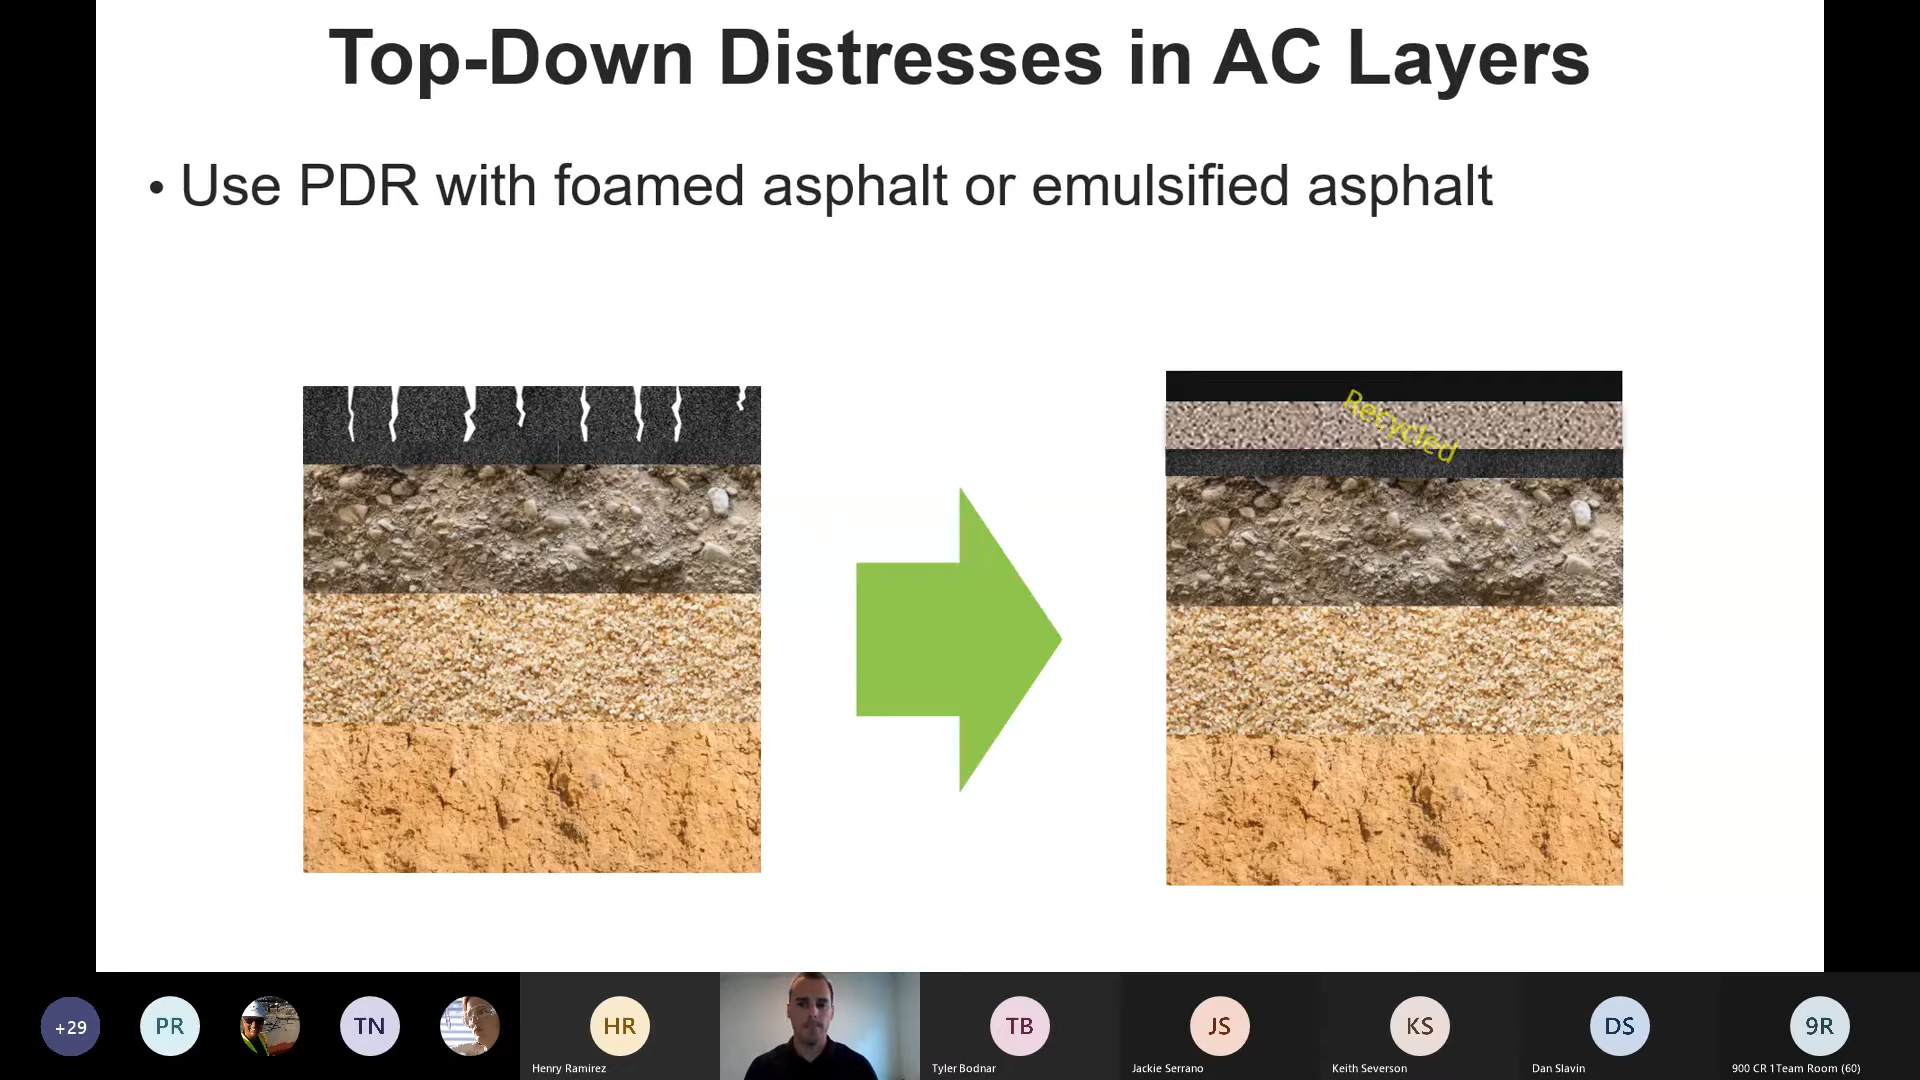 Top-Down Distresses in AC Layers
• Use PDR with foamed asphalt or emulsified asphalt
Recycled
+29
PR
TN
HR
TB
JS
KS
DS
9R
Henry Ramirez
Tyler Bodnar
Jackie Serrano
Keith Severson
Dan Slavin
900 CR 1Team Room (60)